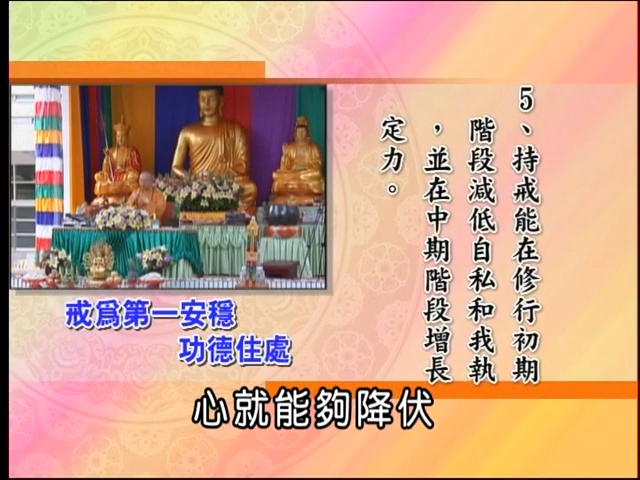 5、持戒能在修行初期
階段減低自私和我執
，並在中期階段增長
定力。
戒為第一安穩
功德住處
心就能夠降伏